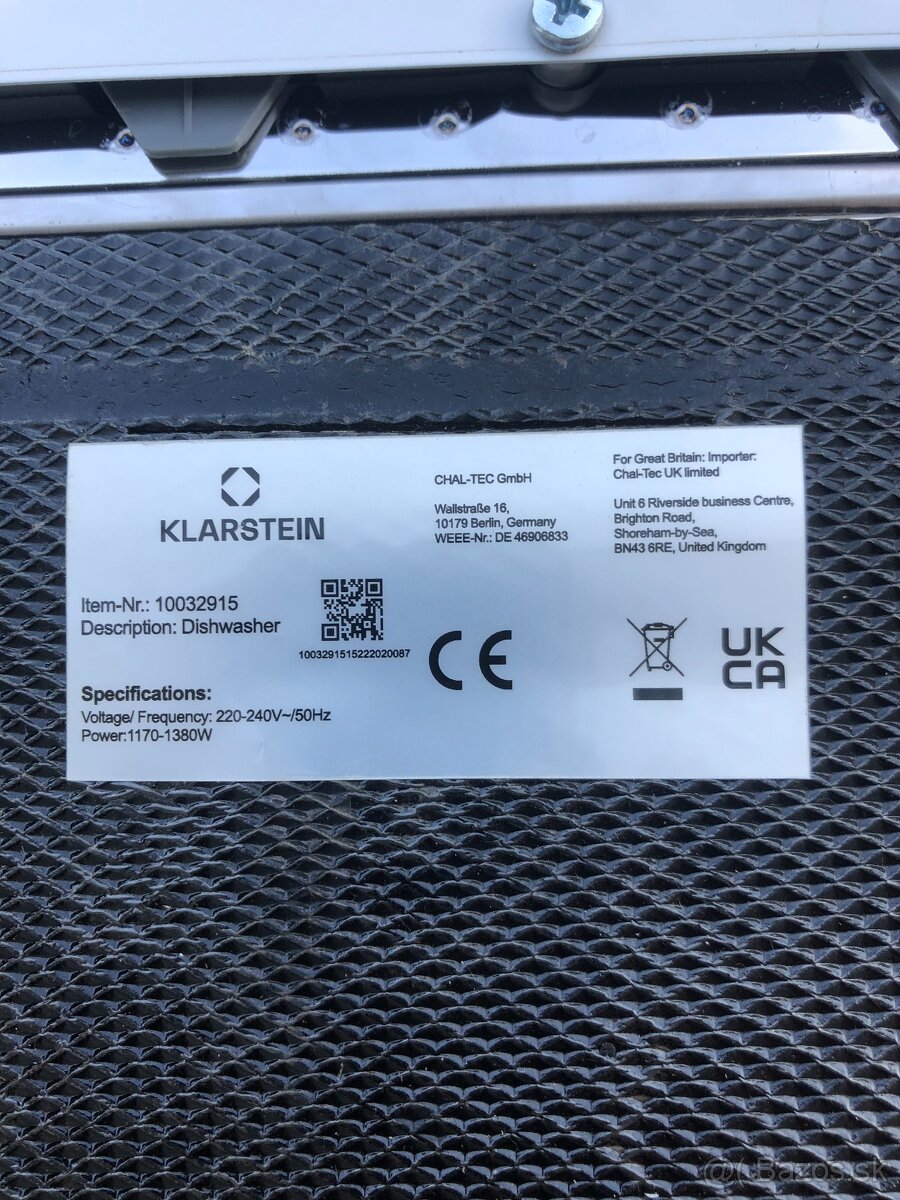 KLARSTEIN
CHAL-TEC GmbH
Wallstraße 16,
10179 Berlin, Germany
WEEE-Nr.: DE 46906833
For Great Britain: Importer:
Chal-Tec UK limited
Unit 6 Riverside business Centre,
Brighton Road,
Shoreham-by-Sea,
BN43 6RE, United Kingdom
Item-Nr.: 10032915
Description: Dishwasher
1003291515222020087
CE
UK
CA
Specifications:
Voltage/ Frequency: 220-240V~/50Hz
Power:1170-1380W
Bazos.sk